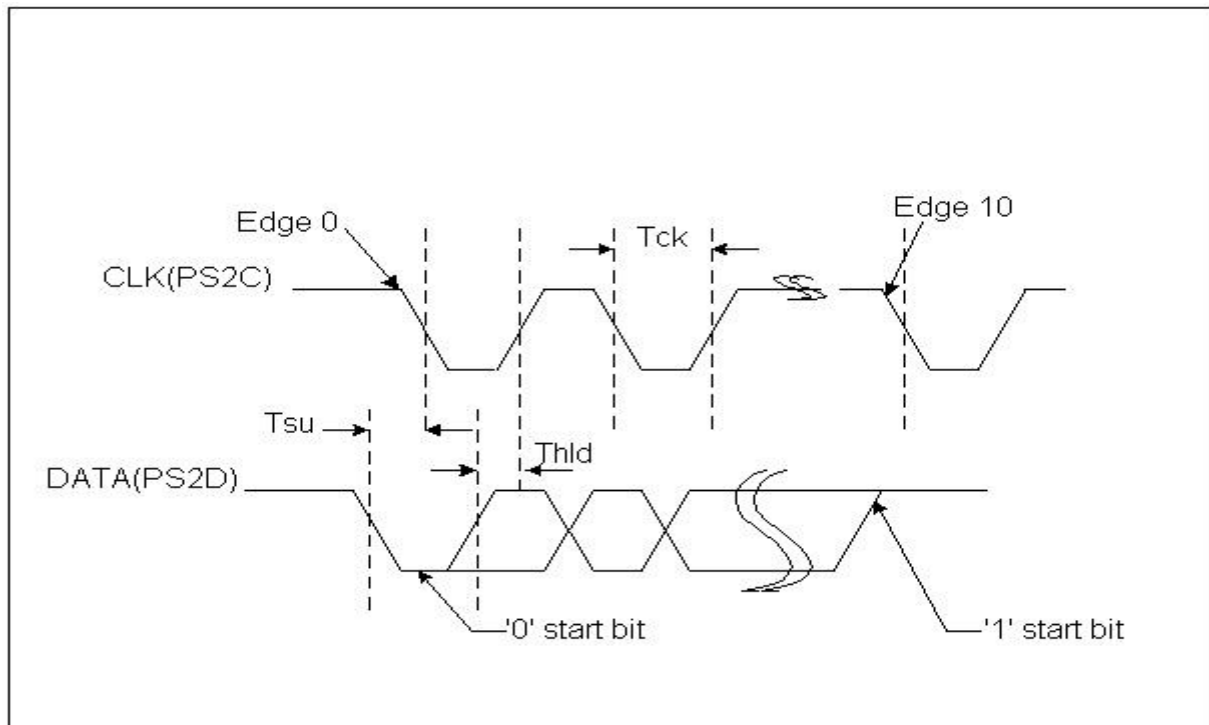 Edge 0
Tck
Edge 10
CLK(PS2C)
Tsu
Thld
DATA(PS2D)
'0' start bit
'1' start bit